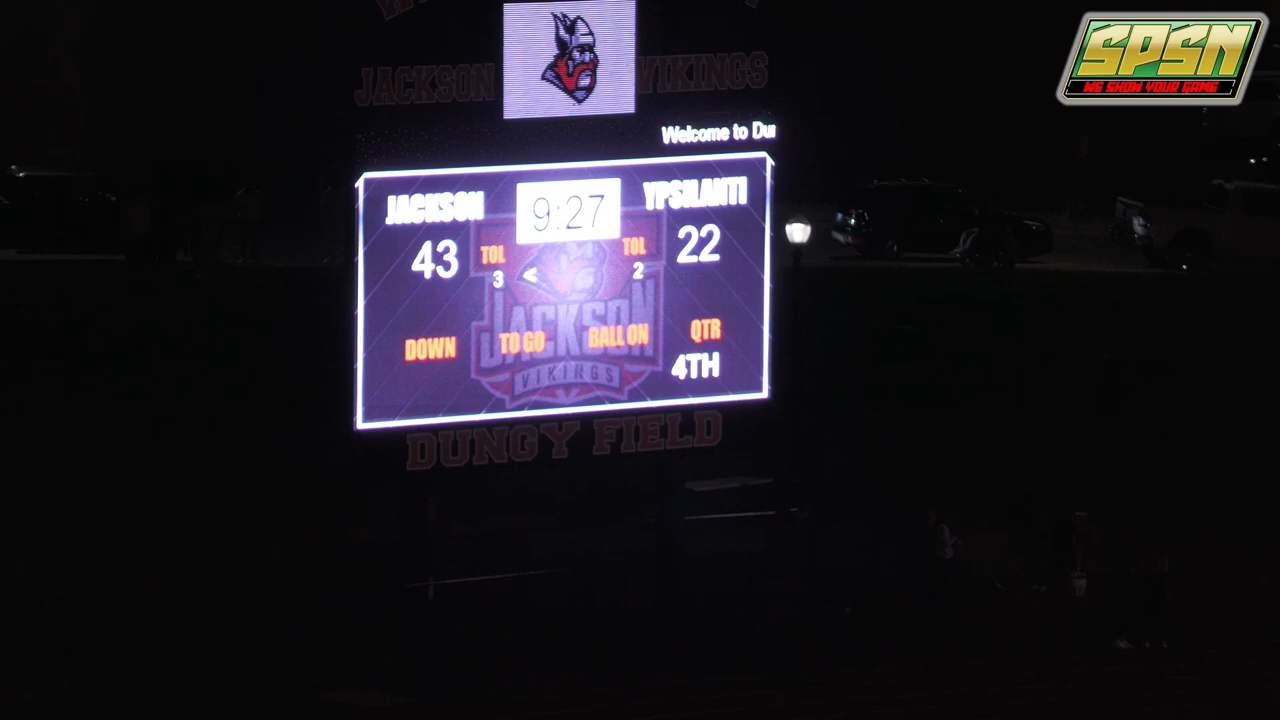 SPSN
WE SHOW YOUR GAME
JACKSON VIKINGS
Welcome to Du
JACKSON 9:27 YPSILANTI
43 TOL TOL 22
3 < 2
JACKSON
VIKINGS
DOWN TO GO BALL ON QTR
4TH
DUNGY FIELD